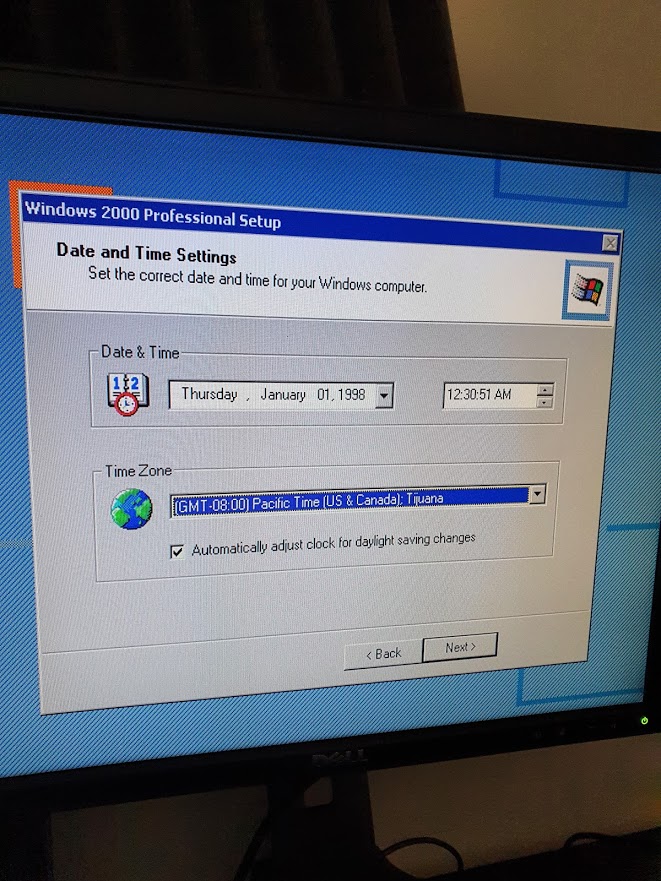 Windows 2000 Professional Setup
Date and Time Settings
Set the correct date and time for your Windows computer.
Date & Time
1 2
Thursday , January 01, 1998
12:30:51 AM
Time Zone
(GMT-08:00) Pacific Time (US & Canada); Tijuana
Automatically adjust clock for daylight saving changes
< Back
Next >
DELL